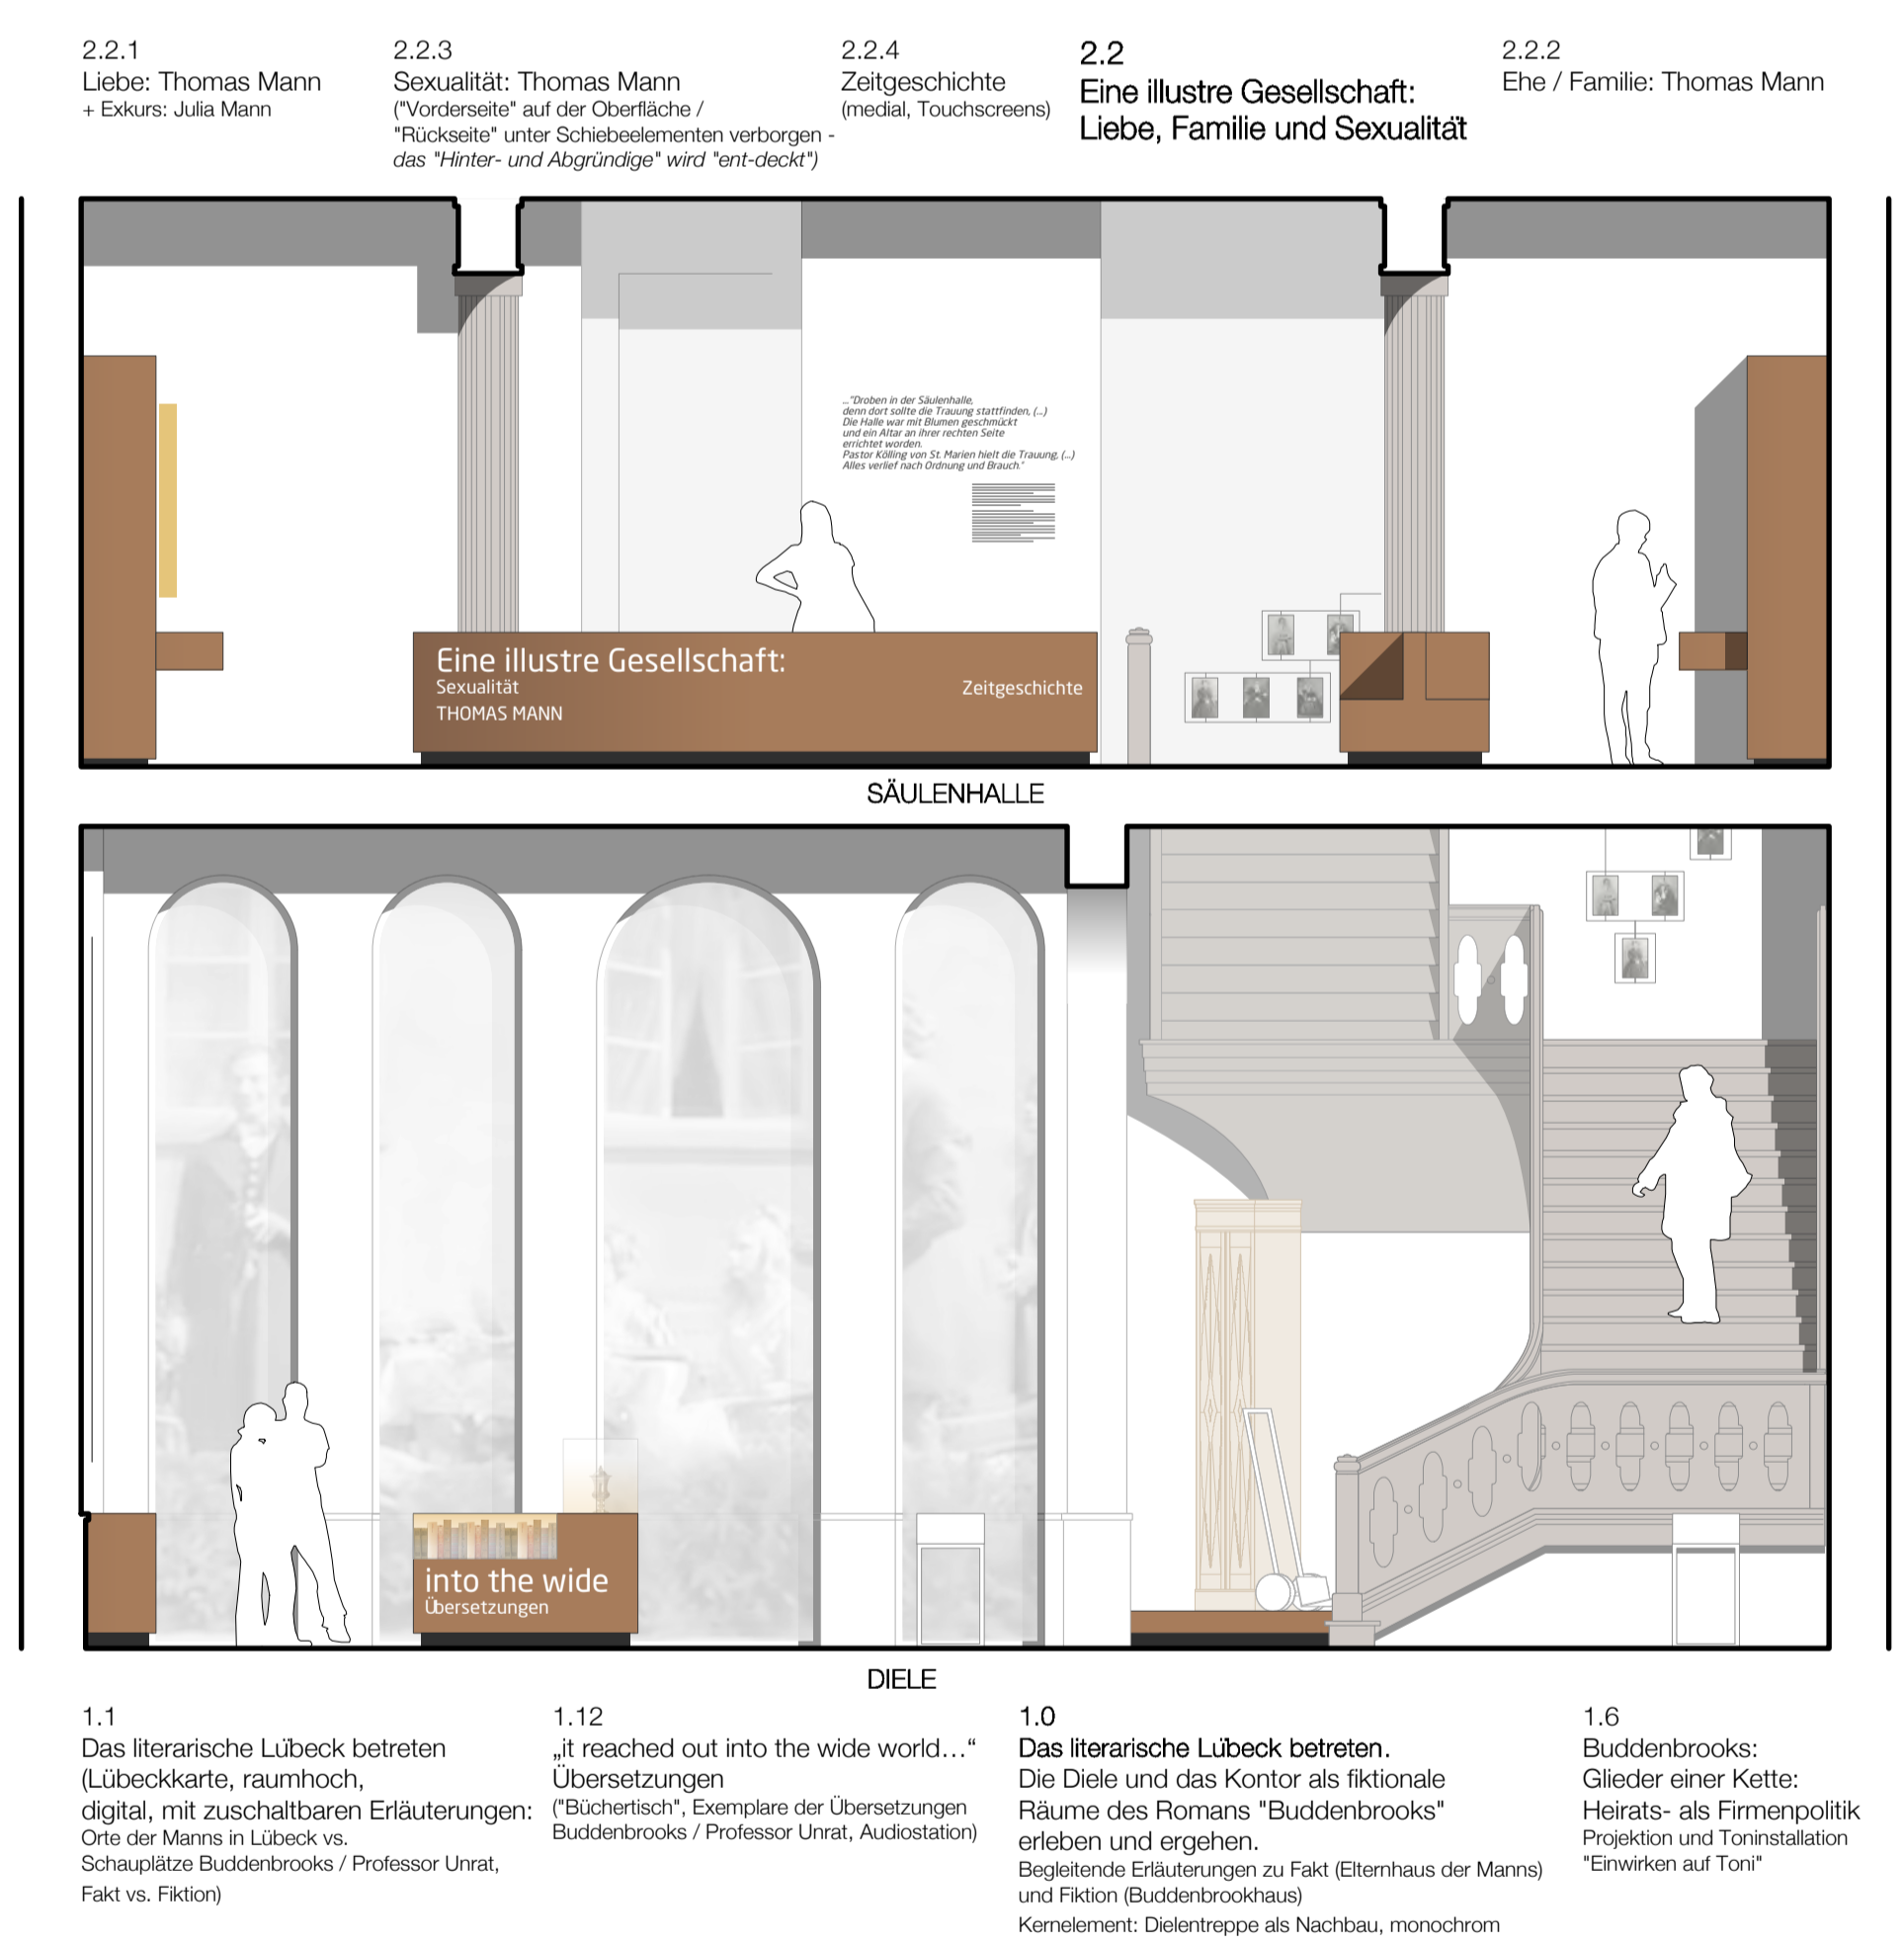 2.2.1
Liebe: Thomas Mann
+ Exkurs: Julia Mann
2.2.3
Sexualität: Thomas Mann
("Vorderseite" auf der Oberfläche /
"Rückseite" unter Schiebeelementen verborgen -
das "Hinter- und Abgründige" wird "ent-deckt")
2.2.4
Zeitgeschichte
(medial, Touchscreens)
2.2
Eine illustre Gesellschaft:
Liebe, Familie und Sexualität
2.2.2
Ehe / Familie: Thomas Mann
..."Droben in der Säulenhalle,
denn dort sollte die Trauung stattfinden, (...)
Die Halle war mit Blumen geschmückt
und ein Altar an ihrer rechten Seite
errichtet worden.
Pastor Kölling von St. Marien hielt die Trauung, (...)
Alles verlief nach Ordnung und Brauch."
Eine illustre Gesellschaft:
Sexualität
THOMAS MANN
Zeitgeschichte
SÄULENHALLE
into the wide
Übersetzungen
DIELE
1.1
Das literarische Lübeck betreten
(Lübeckkarte, raumhoch,
digital, mit zuschaltbaren Erläuterungen:
Orte der Manns in Lübeck vs.
Schauplätze Buddenbrooks / Professor Unrat,
Fakt vs. Fiktion)
1.12
„it reached out into the wide world…“
Übersetzungen
("Büchertisch", Exemplare der Übersetzungen
Buddenbrooks / Professor Unrat, Audiostation)
1.0
Das literarische Lübeck betreten.
Die Diele und das Kontor als fiktionale
Räume des Romans "Buddenbrooks"
erleben und ergehen.
Begleitende Erläuterungen zu Fakt (Elternhaus der Manns)
und Fiktion (Buddenbrookhaus)
Kernelement: Dielentreppe als Nachbau, monochrom
1.6
Buddenbrooks:
Glieder einer Kette:
Heirats- als Firmenpolitik
Projektion und Toninstallation
"Einwirken auf Toni"